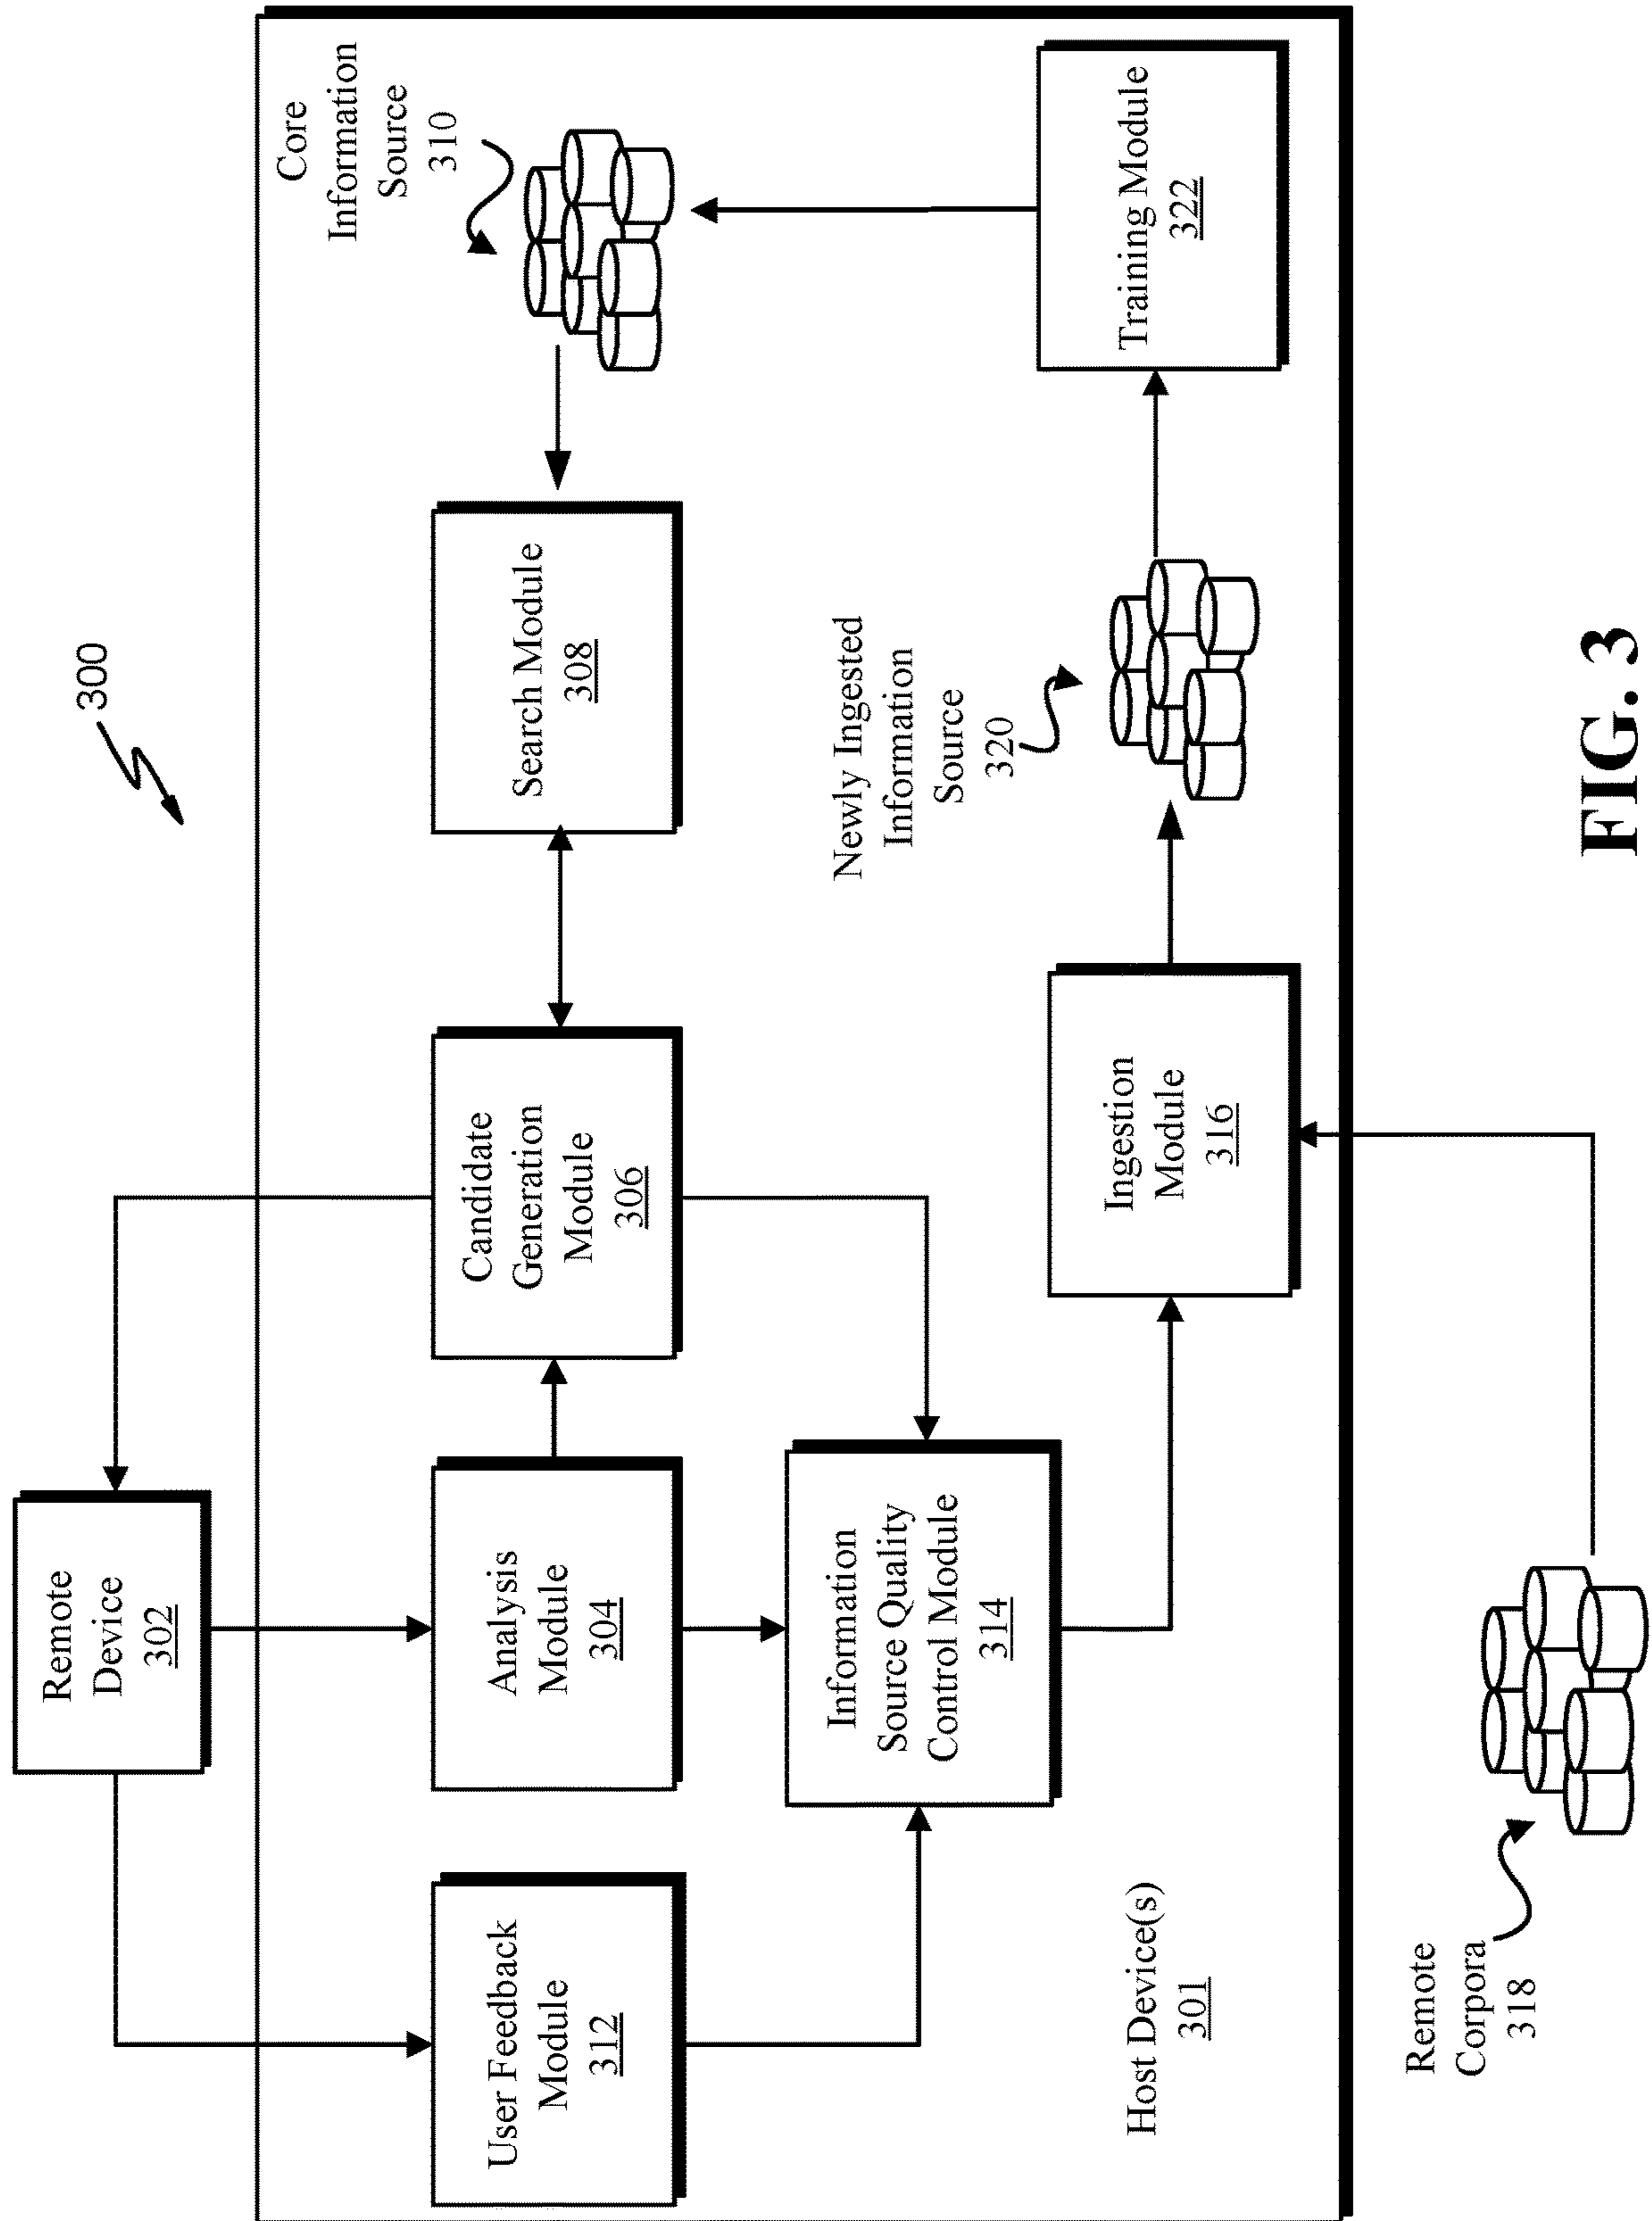 300
Remote
Device
302
Core
Information
Source
310
User Feedback
Module
312
Analysis
Module
304
Candidate
Generation
Module
306
Search Module
308
Information
Source Quality
Control Module
314
Newly Ingested
Information
Source
320
Host Device(s)
301
Ingestion
Module
316
Training Module
322
Remote
Corpora
318
FIG. 3